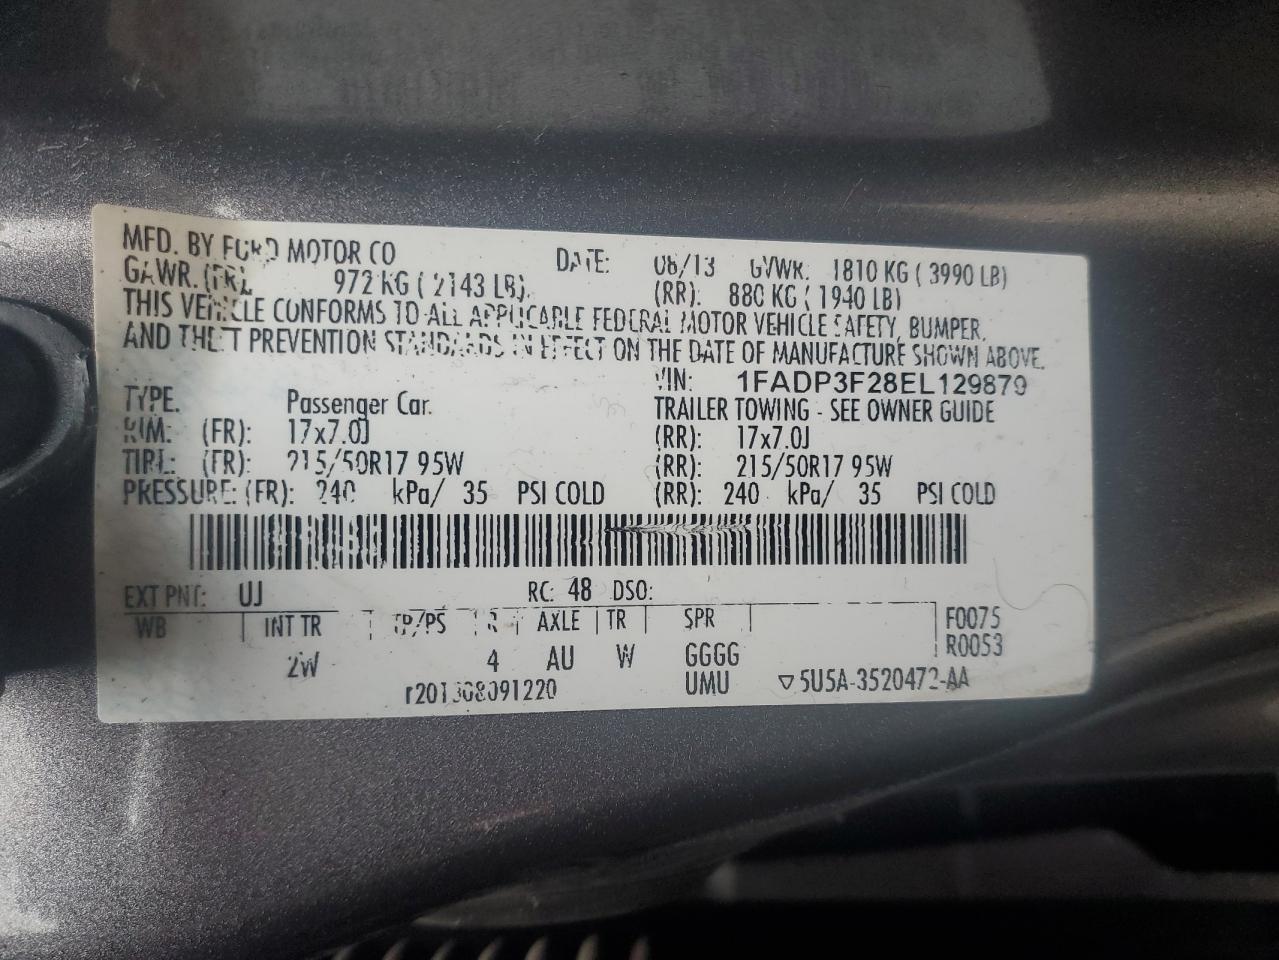 MFD. BY FORD MOTOR CO DATE: 08/13 GVWR: 1810 KG ( 3990 LB)
GAWR. (FR): 972 KG ( 2143 LB). (RR): 880 KG ( 1940 LB)
THIS VEHICLE CONFORMS TO ALL APPLICABLE FEDERAL MOTOR VEHICLE SAFETY, BUMPER,
AND THEFT PREVENTION STANDARDS IN EFFECT ON THE DATE OF MANUFACTURE SHOWN ABOVE.
VIN: 1FADP3F28EL129879
TYPE. Passenger Car. TRAILER TOWING - SEE OWNER GUIDE
RIM: (FR): 17x7.0J (RR): 17x7.0J
TIRE: (FR): 215/50R17 95W (RR): 215/50R17 95W
PRESSURE: (FR): 240 kPa/ 35 PSI COLD (RR): 240 kPa/ 35 PSI COLD
EXT PNT: UJ RC: 48 DSO:
WB | INT TR | TP/PS | R | AXLE | TR | SPR | F0075
R0053
2W 4 AU W GGGG
r201308091220 UMU ▽5U5A-3520472-AA